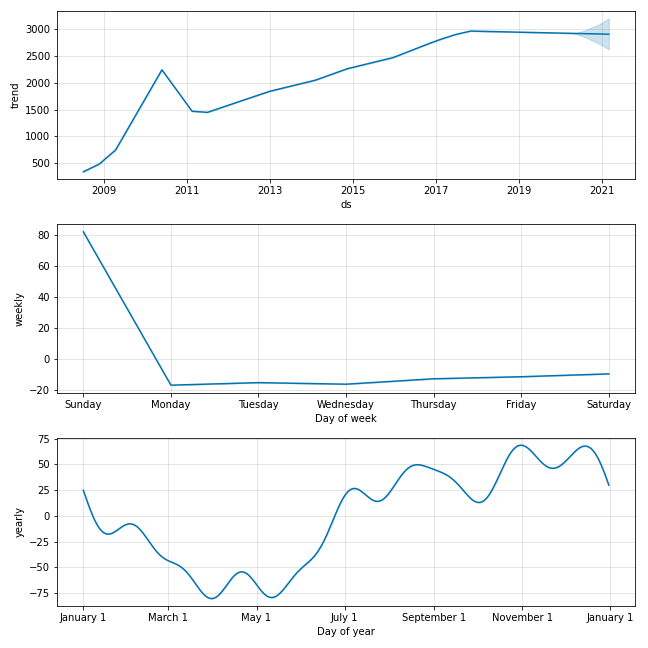 3000
2500
2000
1500
1000
500
trend
2009 2011 2013 2015 2017 2019 2021
ds
80
60
40
20
0
−20
weekly
Sunday Monday Tuesday Wednesday Thursday Friday Saturday
Day of week
75
50
25
0
−25
−50
−75
yearly
January 1 March 1 May 1 July 1 September 1 November 1 January 1
Day of year